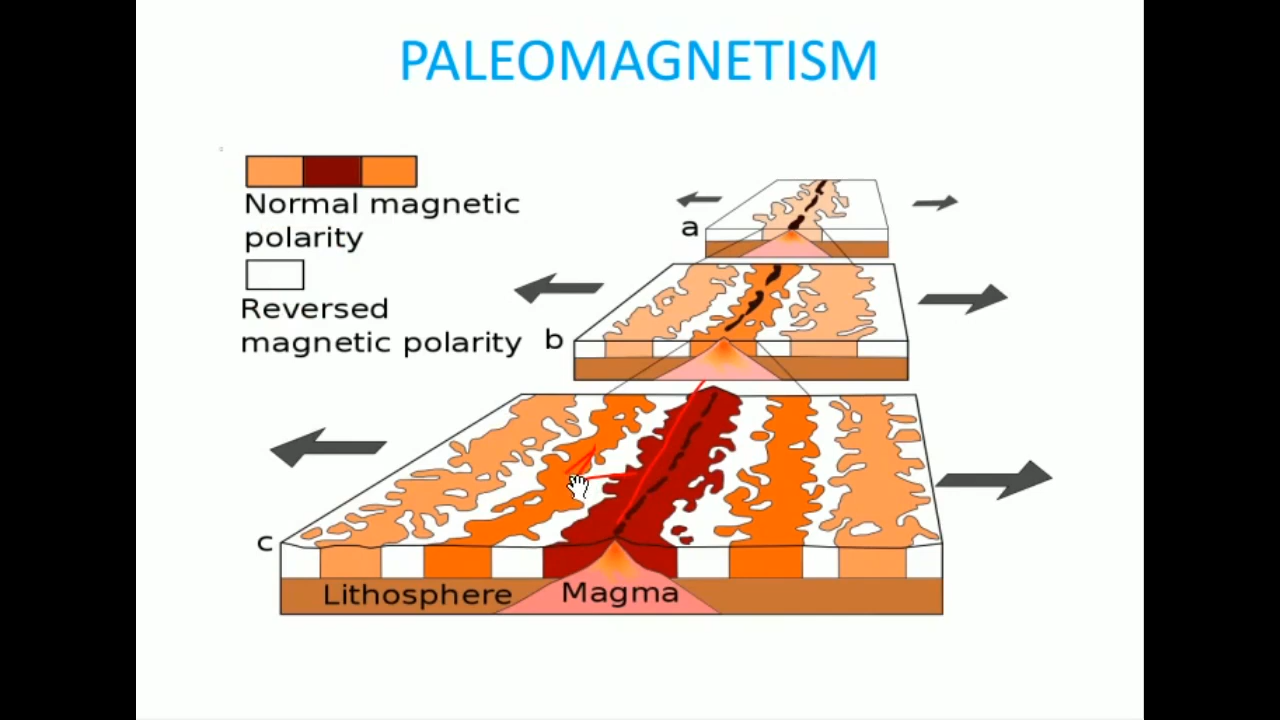 PALEOMAGNETISM
Normal magnetic
polarity
Reversed
magnetic polarity
a
b
c
Lithosphere
Magma